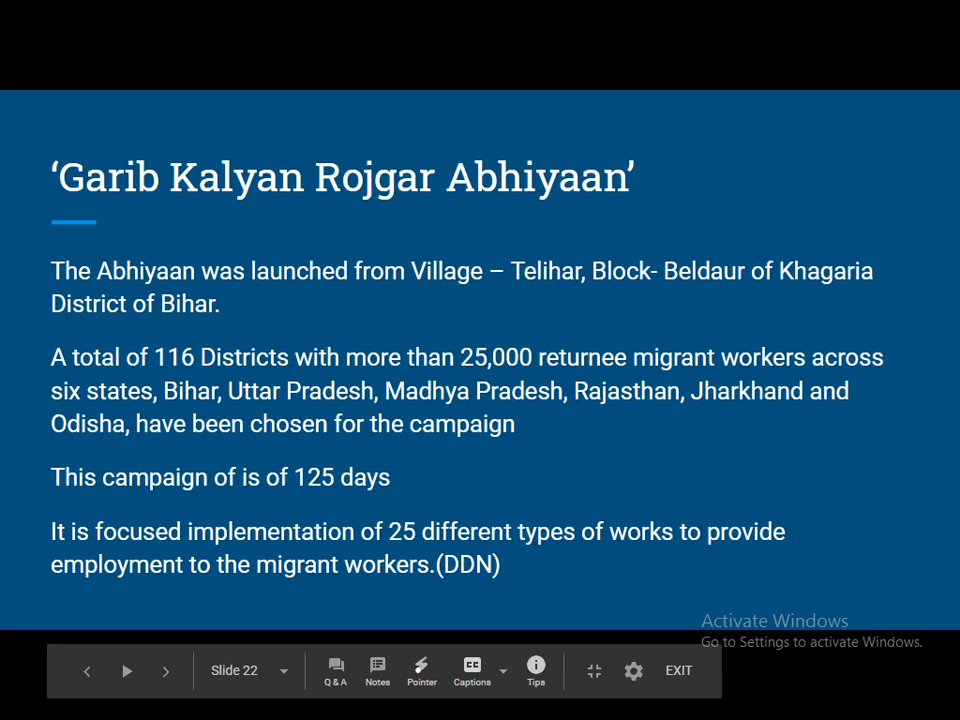 ‘Garib Kalyan Rojgar Abhiyaan’
The Abhiyaan was launched from Village – Telihar, Block- Beldaur of Khagaria
District of Bihar.
A total of 116 Districts with more than 25,000 returnee migrant workers across
six states, Bihar, Uttar Pradesh, Madhya Pradesh, Rajasthan, Jharkhand and
Odisha, have been chosen for the campaign
This campaign of is of 125 days
It is focused implementation of 25 different types of works to provide
employment to the migrant workers.(DDN)
Activate Windows
Go to Settings to activate Windows.
Slide 22
Q & A
Notes
Pointer
CC
Captions
Tips
EXIT